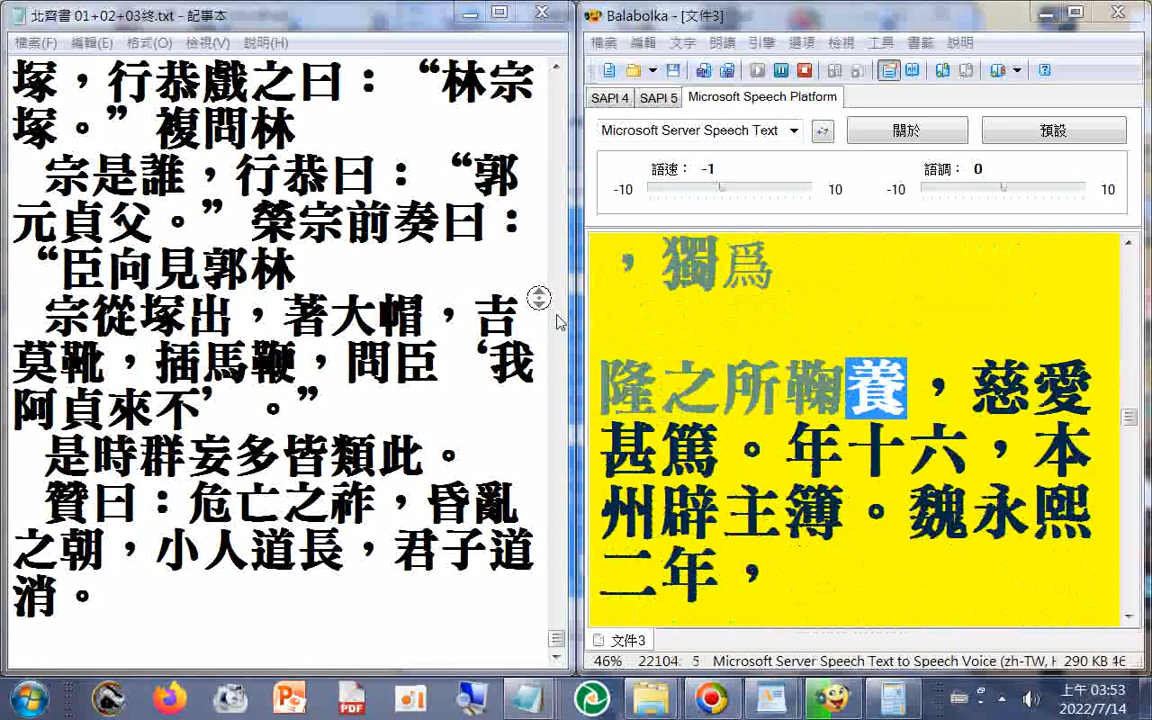 北齊書 01+02+03終.txt - 記事本
檔案(F) 編輯(E) 格式(O) 檢視(V) 說明(H)
塚，行恭戲之曰：“林宗
塚。”複問林
宗是誰，行恭曰：“郭
元貞父。”榮宗前奏曰：
“臣向見郭林
宗從塚出，著大帽，吉
莫靴，插馬鞭，問臣‘我
阿貞來不’。”
是時群妄多皆類此。
贊曰：危亡之祚，昏亂
之朝，小人道長，君子道
消。
Balabolka - [文件3]
檔案 編輯 文字 朗讀 引擎 選項 檢視 工具 書籤 說明
SAPI 4 SAPI 5 Microsoft Speech Platform
Microsoft Server Speech Text
關於
預設
語速： -1
-10 10
語調： 0
-10 10
，獨爲
隆之所鞠養，慈愛
甚篤。年十六，本
州辟主簿。魏永熙
二年，
文件3
46% 22104: 5 Microsoft Server Speech Text to Speech Voice (zh-TW, H 290 KB 46
PDF
上午 03:53
2022/7/14